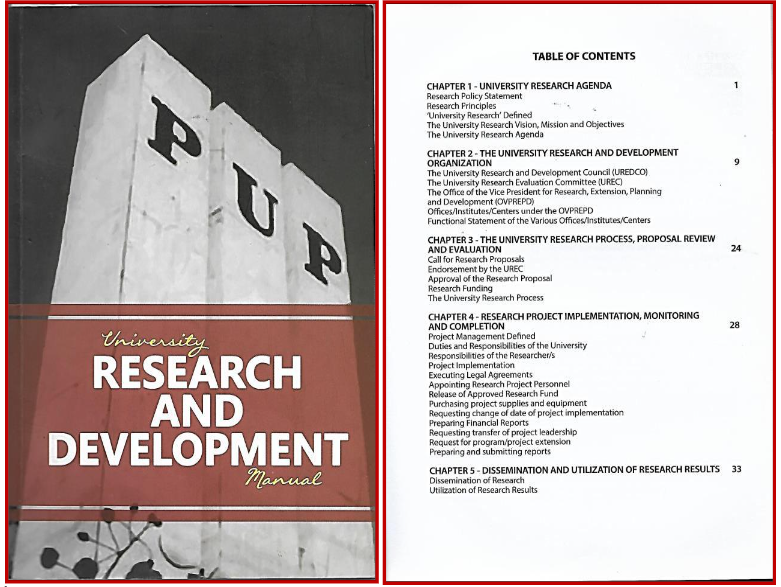 PUP
University
RESEARCH
AND
DEVELOPMENT
Manual
TABLE OF CONTENTS
CHAPTER 1 - UNIVERSITY RESEARCH AGENDA 1
Research Policy Statement
Research Principles
'University Research' Defined
The University Research Vision, Mission and Objectives
The University Research Agenda
CHAPTER 2 - THE UNIVERSITY RESEARCH AND DEVELOPMENT
ORGANIZATION 9
The University Research and Development Council (UREDCO)
The University Research Evaluation Committee (UREC)
The Office of the Vice President for Research, Extension, Planning
and Development (OVPREPD)
Offices/Institutes/Centers under the OVPREPD
Functional Statement of the Various Offices/Institutes/Centers
CHAPTER 3 - THE UNIVERSITY RESEARCH PROCESS, PROPOSAL REVIEW
AND EVALUATION 24
Call for Research Proposals
Endorsement by the UREC
Approval of the Research Proposal
Research Funding
The University Research Process
CHAPTER 4 - RESEARCH PROJECT IMPLEMENTATION, MONITORING
AND COMPLETION 28
Project Management Defined
Duties and Responsibilities of the University
Responsibilities of the Researcher/s
Project Implementation
Executing Legal Agreements
Appointing Research Project Personnel
Release of Approved Research Fund
Purchasing project supplies and equipment
Requesting change of date of project implementation
Preparing Financial Reports
Requesting transfer of project leadership
Request for program/project extension
Preparing and submitting reports
CHAPTER 5 - DISSEMINATION AND UTILIZATION OF RESEARCH RESULTS 33
Dissemination of Research
Utilization of Research Results